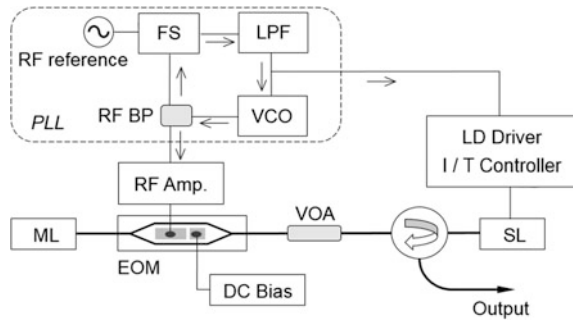 FS
LPF
RF reference
PLL
RF BP
VCO
LD Driver
I / T Controller
RF Amp.
VOA
ML
SL
EOM
DC Bias
Output